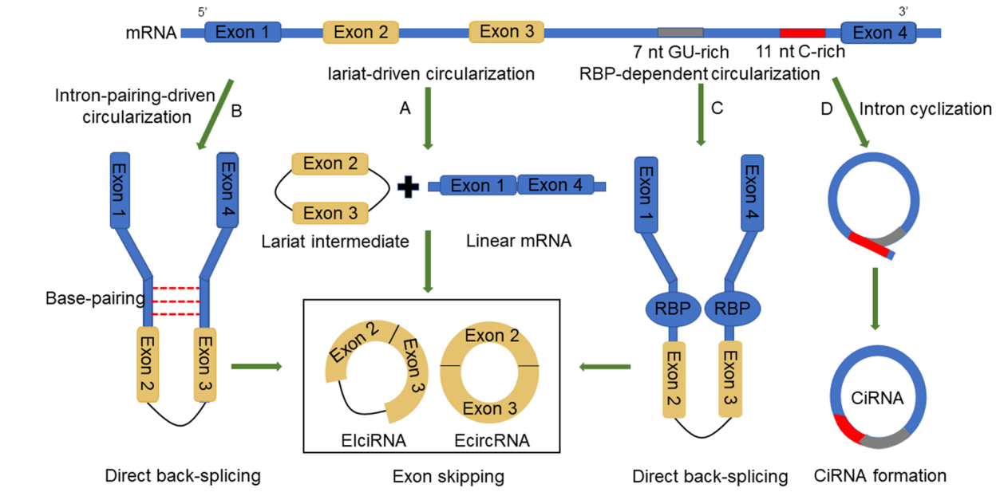 5’
3’
mRNA
Exon 1
Exon 2
Exon 3
Exon 4
7 nt GU-rich
11 nt C-rich
lariat-driven circularization
RBP-dependent circularization
Intron-pairing-driven
circularization
B
A
C
D
Intron cyclization
Exon 1
Exon 4
Exon 2
Exon 3
Exon 1
Exon 4
Lariat intermediate
Linear mRNA
Exon 1
Exon 4
Base-pairing
RBP
RBP
Exon 2
Exon 3
Exon 2
Exon 3
Exon 2
Exon 3
Exon 2
Exon 3
CiRNA
EIciRNA
EcircRNA
Direct back-splicing
Exon skipping
Direct back-splicing
CiRNA formation